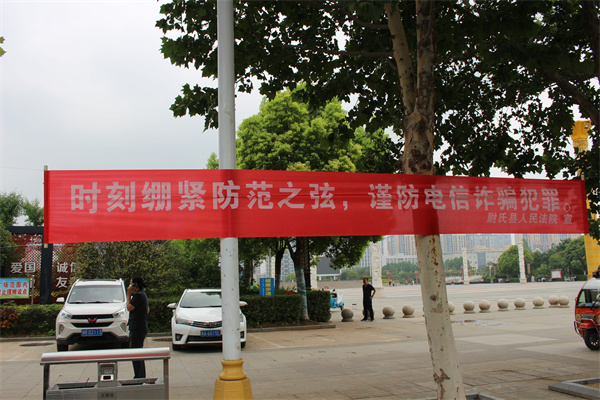 时刻绷紧防范之弦，谨防电信诈骗犯罪。
尉氏县人民法院 宣
爱国
诚信
友